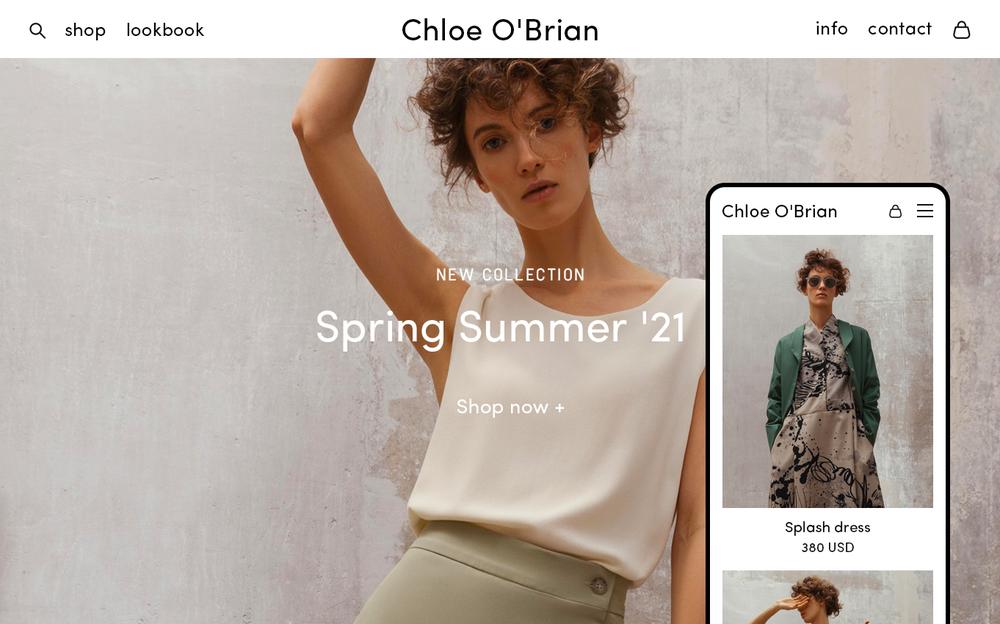 shop lookbook Chloe O'Brian info contact
NEW COLLECTION
Spring Summer '21
Shop now +
Chloe O'Brian
Splash dress
380 USD